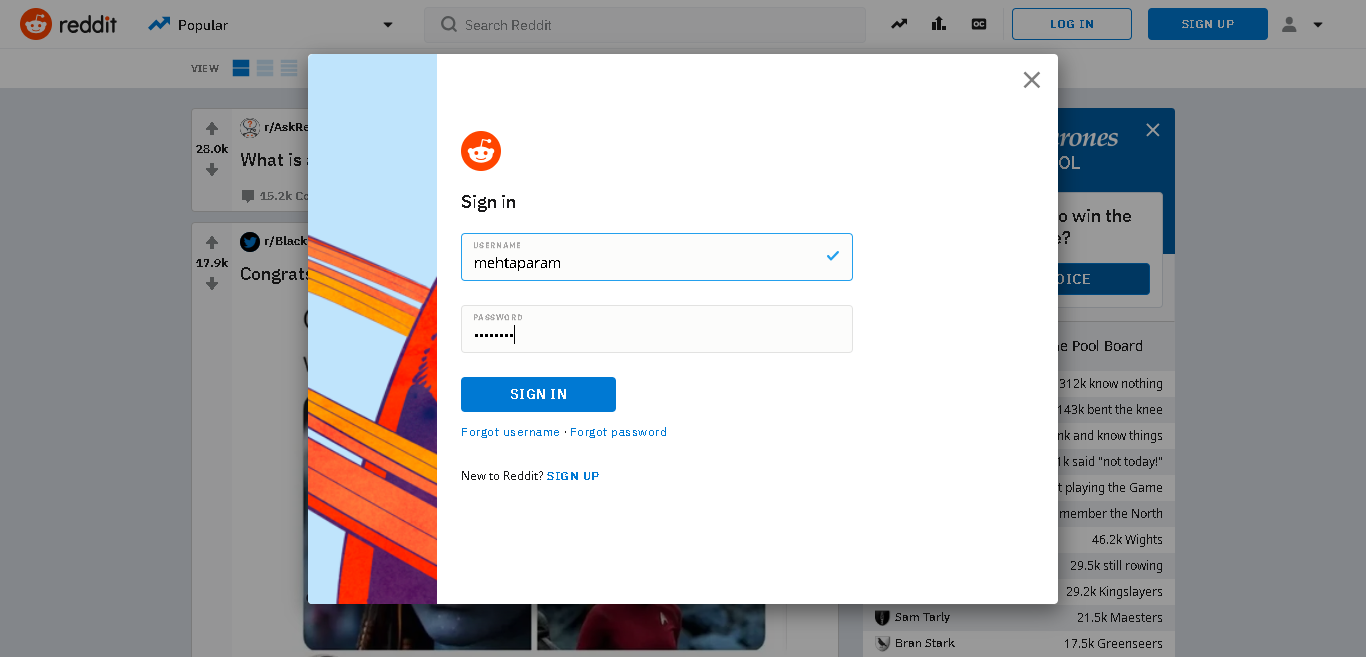 reddit
Popular
Search Reddit
LOG IN
SIGN UP
VIEW
28.0k
r/AskRe
What is
15.2k Co
17.9k
r/Black
Congrats
Sign in
USERNAME
mehtaparam
PASSWORD
••••••••
SIGN IN
Forgot username · Forgot password
New to Reddit? SIGN UP
rones
OL
o win the
e?
OICE
e Pool Board
312k know nothing
143k bent the knee
nk and know things
1k said "not today!"
t playing the Game
member the North
46.2k Wights
29.5k still rowing
29.2k Kingslayers
Sam Tarly 21.5k Maesters
Bran Stark 17.5k Greenseers